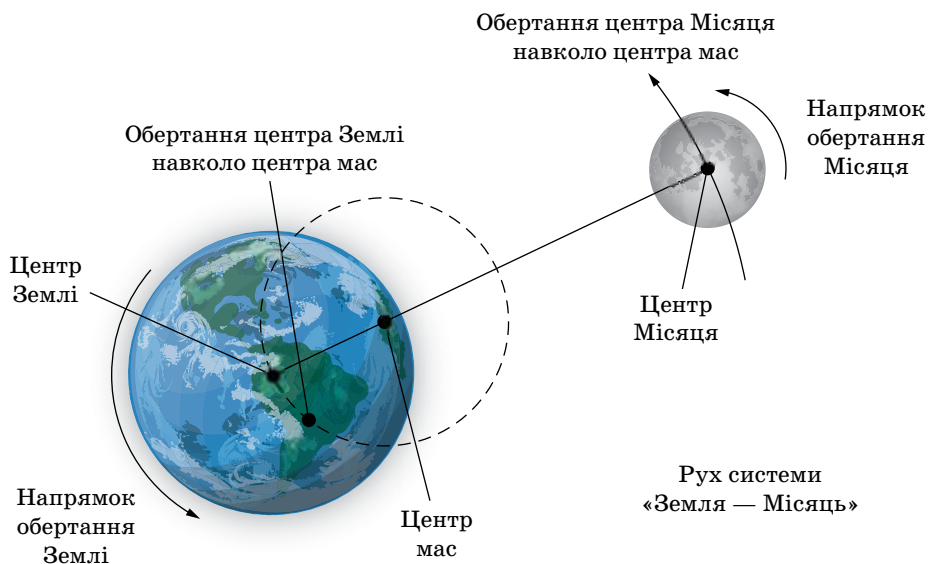 Обертання центра Місяця
навколо центра мас
Напрямок
обертання
Місяця
Обертання центра Землі
навколо центра мас
Центр
Землі
Центр
Місяця
Рух системи
«Земля — Місяць»
Напрямок
обертання
Землі
Центр
мас